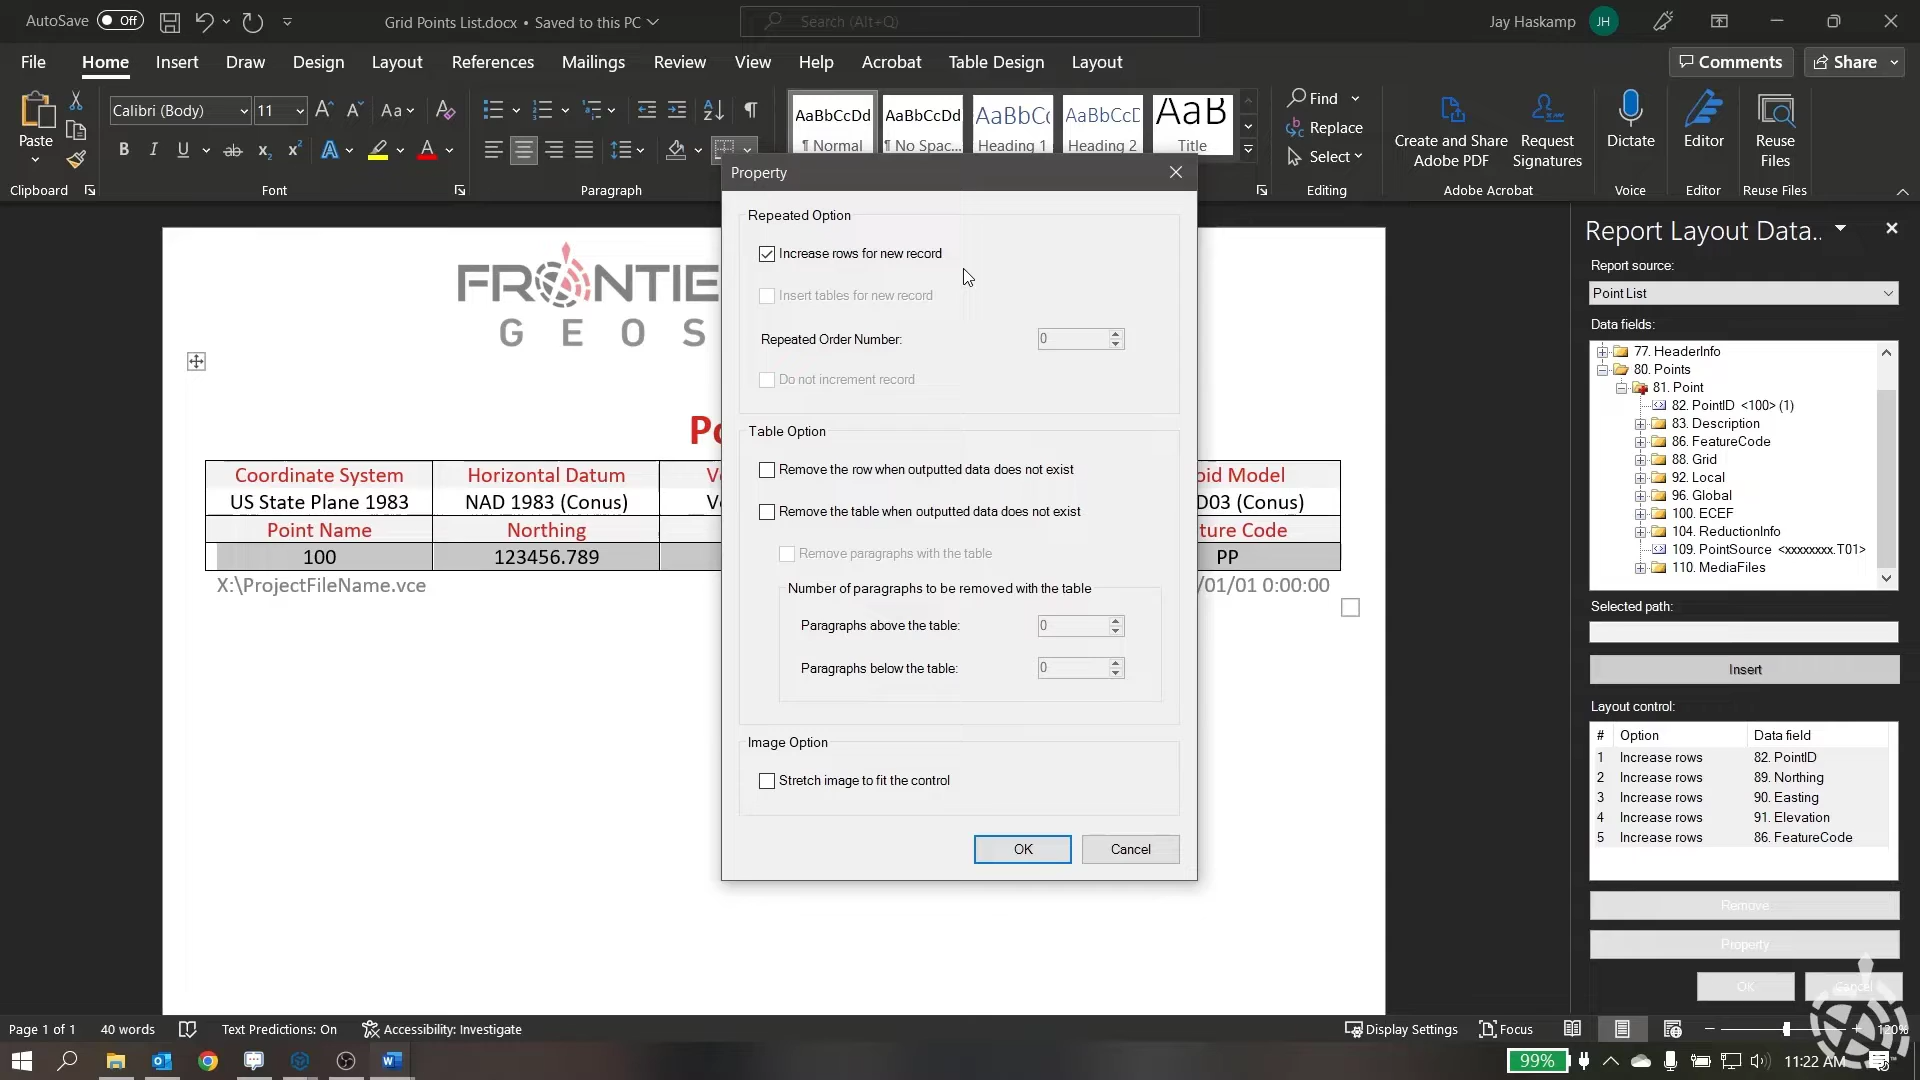 AutoSave Off Grid Points List.docx • Saved to this PC Search (Alt+Q) Jay Haskamp JH
File Home Insert Draw Design Layout References Mailings Review View Help Acrobat Table Design Layout Comments Share
Paste Calibri (Body) 11 Aa AaBbCcDd AaBbCcDd AaBbCc AaBbCcD AaB Find
¶ Normal ¶ No Spac... Heading 1 Heading 2 Title Replace
Select
Create and Share Adobe PDF
Request Signatures
Dictate
Editor
Reuse Files
Clipboard Font Paragraph Editing Adobe Acrobat Voice Editor Reuse Files
FRONTIE
GEOS
Po
Coordinate System Horizontal Datum V oid Model
US State Plane 1983 NAD 1983 (Conus) Ve D03 (Conus)
Point Name Northing ture Code
100 123456.789 PP
X:\ProjectFileName.vce /01/01 0:00:00
Property
Repeated Option
Increase rows for new record
Insert tables for new record
Repeated Order Number: 0
Do not increment record
Table Option
Remove the row when outputted data does not exist
Remove the table when outputted data does not exist
Remove paragraphs with the table
Number of paragraphs to be removed with the table
Paragraphs above the table: 0
Paragraphs below the table: 0
Image Option
Stretch image to fit the control
OK Cancel
Report Layout Data..
Report source:
Point List
Data fields:
77. HeaderInfo
80. Points
81. Point
82. PointID <100> (1)
83. Description
86. FeatureCode
88. Grid
92. Local
96. Global
100. ECEF
104. ReductionInfo
109. PointSource <xxxxxxxx.T01>
110. MediaFiles
Selected path:
Insert
Layout control:
# Option Data field
1 Increase rows 82. PointID
2 Increase rows 89. Northing
3 Increase rows 90. Easting
4 Increase rows 91. Elevation
5 Increase rows 86. FeatureCode
Remove
Property
OK Cancel
Page 1 of 1 40 words Text Predictions: On Accessibility: Investigate Display Settings Focus 120%
99% 11:22 AM